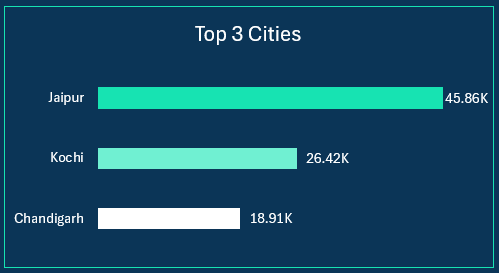 Top 3 Cities
Jaipur 45.86K
Kochi 26.42K
Chandigarh 18.91K